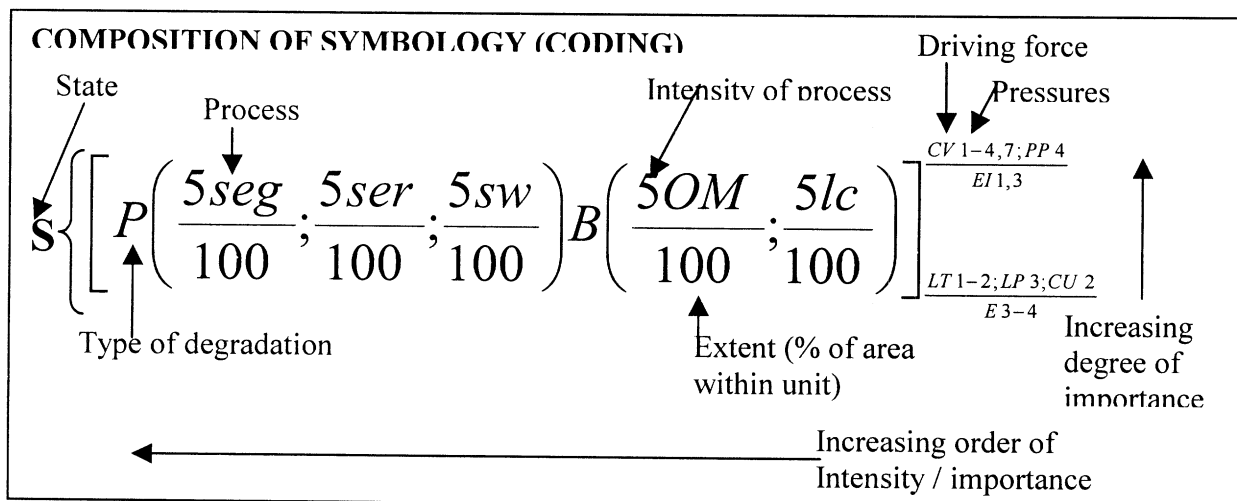 COMPOSITION OF SYMBOLOGY (CODING)
Driving force
State
Process
Intensity of process
Pressures
S{[P(5seg/100;5ser/100;5sw/100)B(5OM/100;5lc/100)] CV 1-4,7;PP 4/EI 1,3
LT 1-2;LP 3;CU 2/E 3-4
Type of degradation
Extent (% of area
within unit)
Increasing
degree of
importance
Increasing order of
Intensity / importance